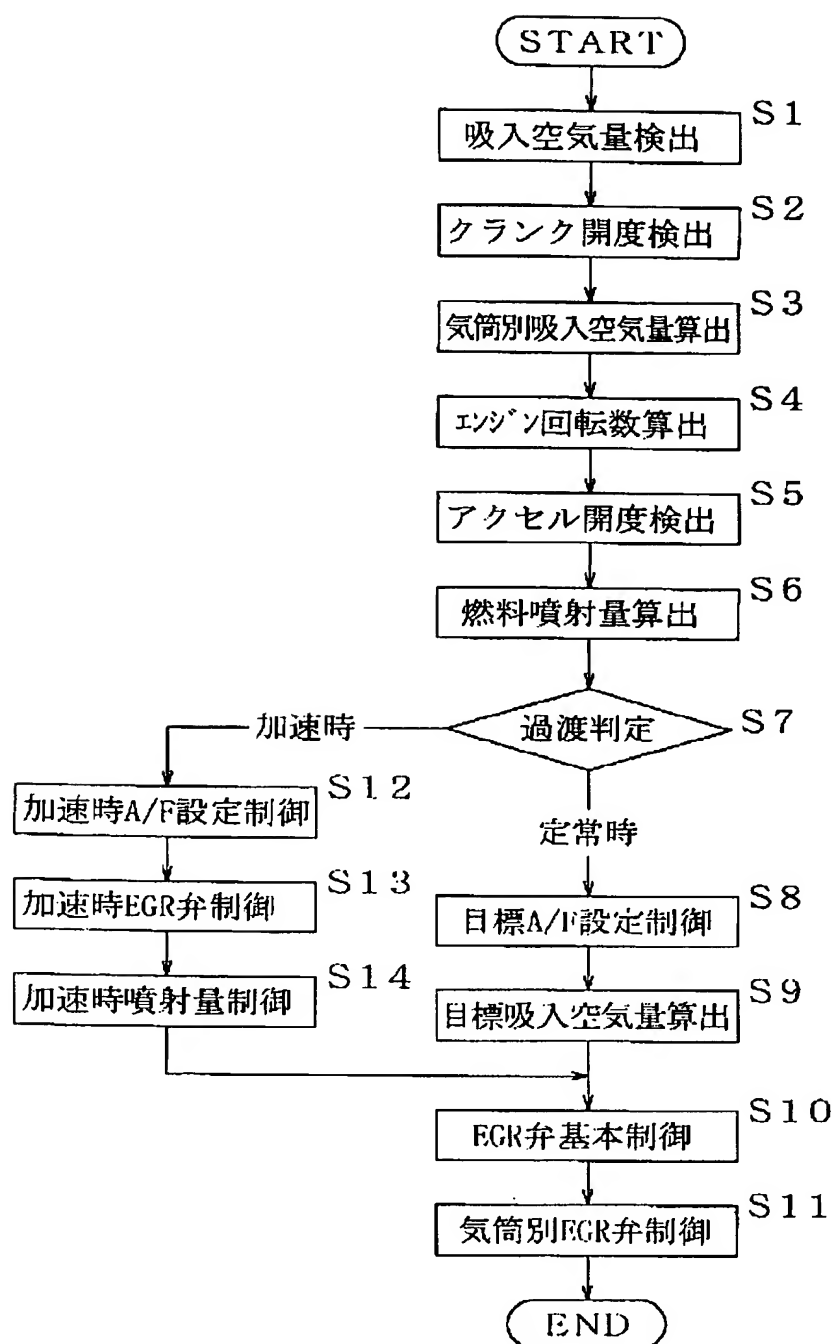 START
吸入空気量検出
S1
クランク開度検出
S2
気筒別吸入空気量算出
S3
エンジン回転数算出
S4
アクセル開度検出
S5
燃料噴射量算出
S6
過渡判定
S7
加速時
定常時
加速時A/F設定制御
S12
加速時EGR弁制御
S13
加速時噴射量制御
S14
目標A/F設定制御
S8
目標吸入空気量算出
S9
EGR弁基本制御
S10
気筒別EGR弁制御
S11
END